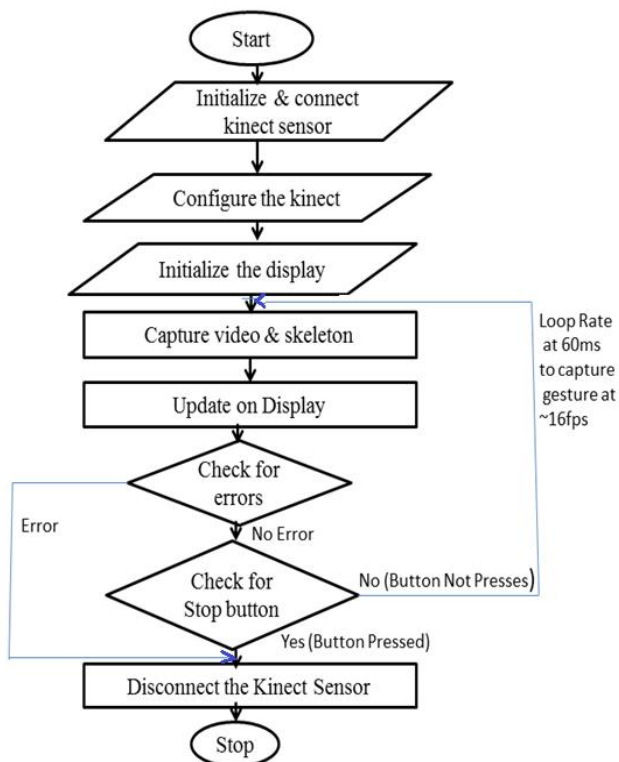 Start
Initialize & connect
kinect sensor
Configure the kinect
Initialize the display
Capture video & skeleton
Loop Rate
at 60ms
to capture
gesture at
~16fps
Update on Display
Check for
errors
Error
No Error
Check for
Stop button
No (Button Not Presses)
Yes (Button Pressed)
Disconnect the Kinect Sensor
Stop